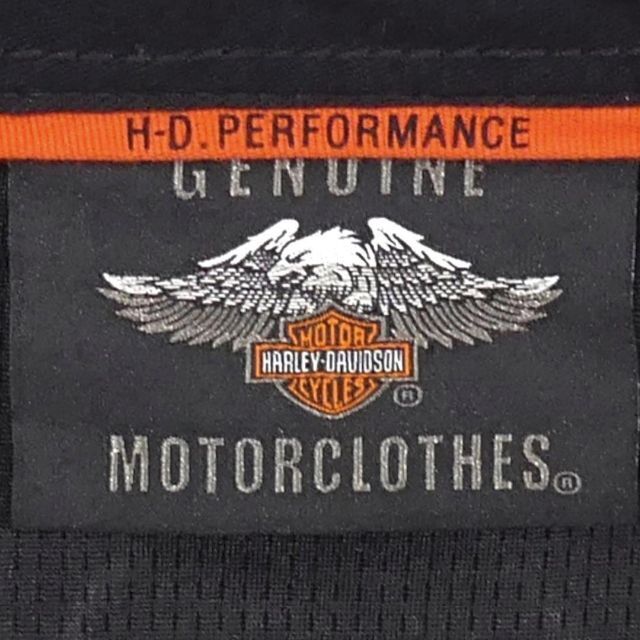 H-D. PERFORMANCE
GENUINE
MOTOR
HARLEY-DAVIDSON
CYCLES
®
MOTORCLOTHES®